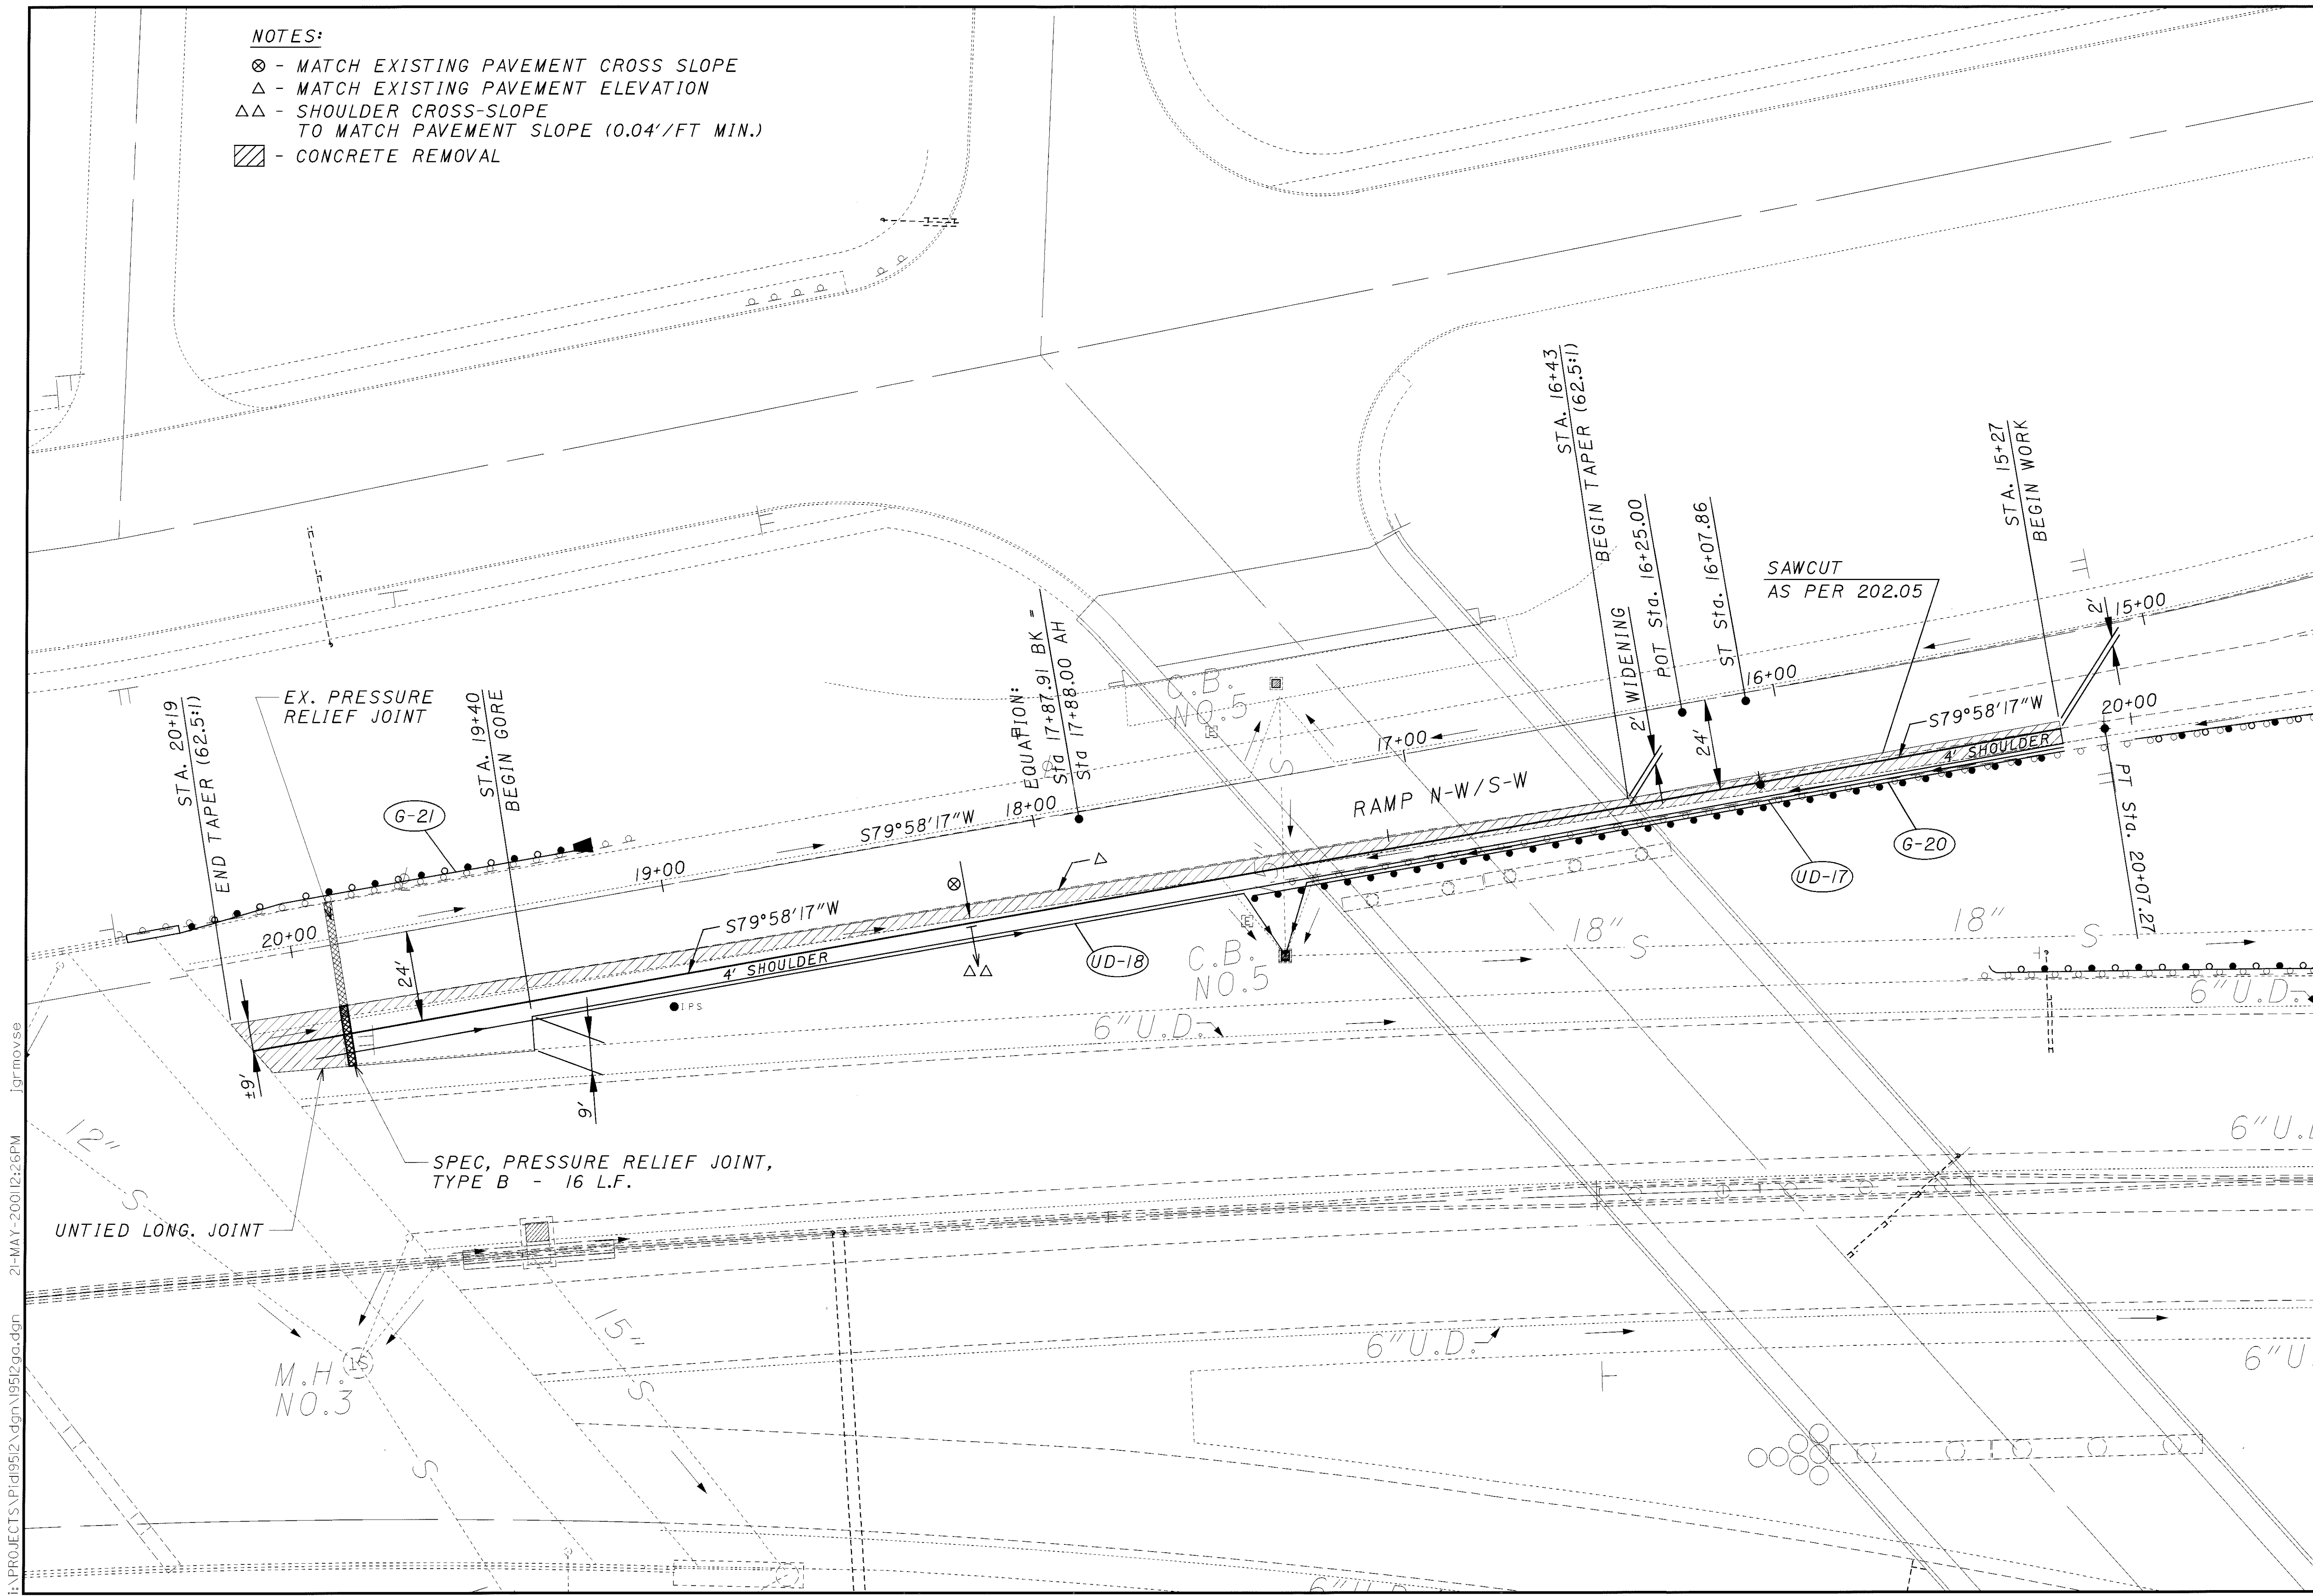 NOTES:
⊗ - MATCH EXISTING PAVEMENT CROSS SLOPE
△ - MATCH EXISTING PAVEMENT ELEVATION
△△ - SHOULDER CROSS-SLOPE
TO MATCH PAVEMENT SLOPE (0.04'/FT MIN.)
- CONCRETE REMOVAL
STA. 16+43
BEGIN TAPER (62.5:1)
2' WIDENING
POT Sta. 16+25.00
ST Sta. 16+07.86
STA. 15+27
BEGIN WORK
SAWCUT
AS PER 202.05
2'
15+00
16+00
24'
S79°58'17"W
20+00
4' SHOULDER
PT Sta. 20+07.27
EX. PRESSURE
RELIEF JOINT
STA. 20+19
END TAPER (62.5:1)
STA. 19+40
BEGIN GORE
G-21
EQUATION:
Sta 17+87.91 BK =
Sta 17+88.00 AH
C.B.
NO.5
S
17+00
RAMP N-W/S-W
18+00
S79°58'17"W
19+00
20+00
24'
S79°58'17"W
4' SHOULDER
△
⊗
△△
UD-18
UD-17
G-20
IPS
E
E
C.B.
NO.5
18"
S
18"
S
6"U.D.
6"U.D.
±9'
9'
SPEC, PRESSURE RELIEF JOINT,
TYPE B - 16 L.F.
UNTIED LONG. JOINT
12"
S
15"
S
M.H.
NO.3
S
6"U.D.
6"U.
6"U
6"U.D.
i:\PROJECTS\Pid19512\dgn\19512ga.dgn 21-MAY-2001 12:26PM jgrmovse